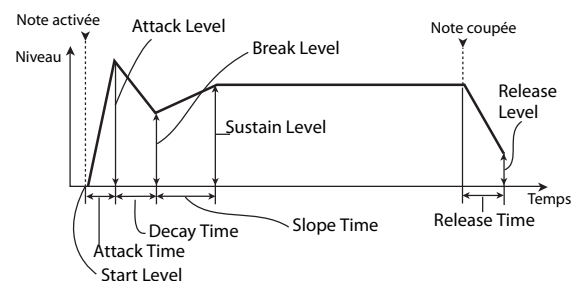 Note activée
Attack Level
Note coupée
Niveau
Break Level
Release
Level
Sustain Level
Temps
Decay Time
Slope Time
Release Time
Attack Time
Start Level